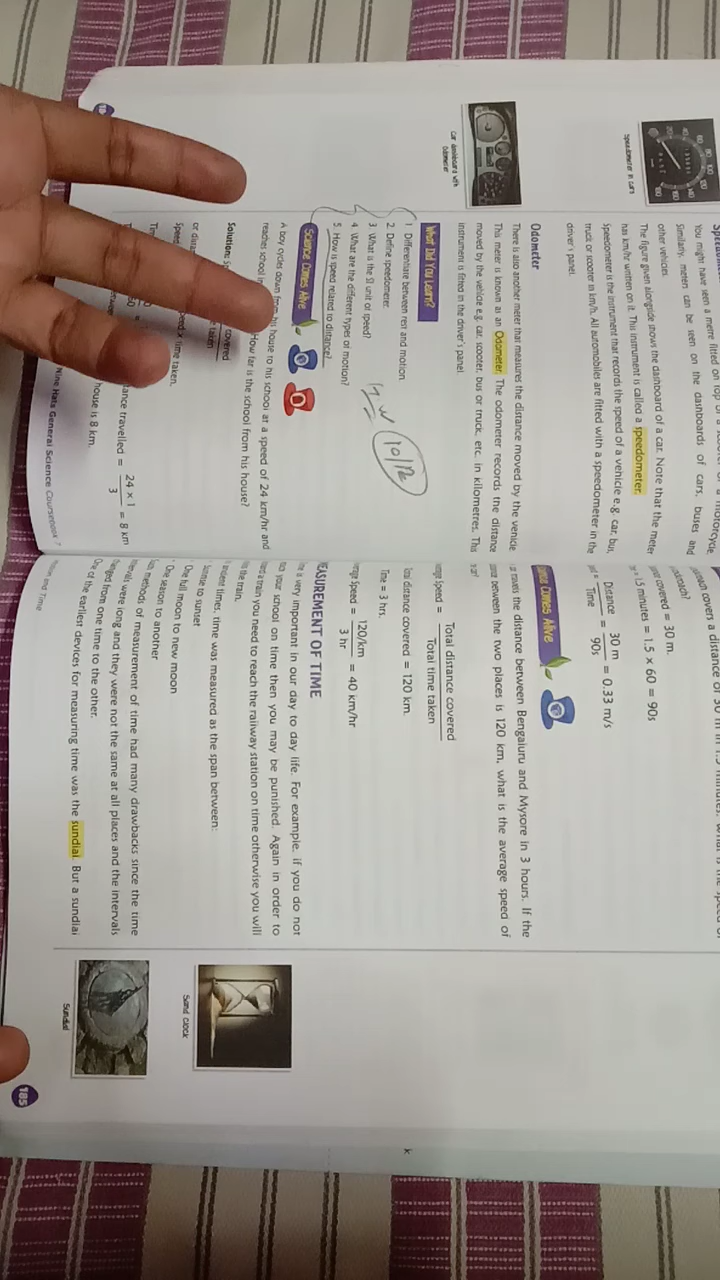 You might have seen a metre fitted on top
motorcycle.
Similarly, meters can be seen on the dashboards of cars, buses and
other vehicles.
The figure given alongside shows the dashboard of a car. Note that the meter
has km/hr written on it. This instrument is called a speedometer.
Speedometer is the instrument that records the speed of a vehicle e.g. car, bus,
truck or scooter in km/h. All automobiles are fitted with a speedometer in the
driver's panel.
Speedometer in cars
Odometer
There is also another meter that measures the distance moved by the vehicle.
This meter is known as an Odometer. The odometer records the distance
moved by the vehicle e.g. car, scooter, bus or truck, etc. in kilometres. This
instrument is fitted in the driver's panel.
Car dashboard with
Odometer
What Did You Learn?
1. Differentiate between rest and motion.
2. Define speedometer.
3. What is the SI unit of speed?
4. What are the different types of motion?
5. How is speed related to distance?
H W
10/12
Science Comes Alive
A boy cycles down from his house to his school at a speed of 24 km/hr and
reaches school in
How far is the school from his house?
Solution:
covered
taken
or
Speed x time taken.
distance travelled = 24 x 1 / 3 = 8 km
house is 8 km.
Nine Hats General Science Coursebook 7
covers a distance of 30 m in 1.5 minutes. What is the speed of
covered = 30 m.
1.5 minutes = 1.5 x 60 = 90s
Distance / Time = 30 m / 90s = 0.33 m/s
Comes Alive
travels the distance between Bengaluru and Mysore in 3 hours. If the
between the two places is 120 km, what is the average speed of
speed = Total distance covered / Total time taken
distance covered = 120 km.
Time = 3 hrs.
speed = 120/km / 3 hr = 40 km/hr
MEASUREMENT OF TIME
is very important in our day to day life. For example, if you do not
your school on time then you may be punished. Again in order to
a train you need to reach the railway station on time otherwise you will
the train.
ancient times, time was measured as the span between:
to sunset
One full moon to new moon
One season to another
methods of measurement of time had many drawbacks since the time
intervals were long and they were not the same at all places and the intervals
from one time to the other.
One of the earliest devices for measuring time was the sundial. But a sundial
Sand clock
Sundial
and Time
185